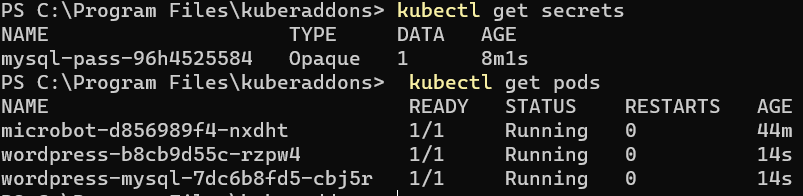 PS C:\Program Files\kuberaddons> kubectl get secrets
NAME                    TYPE     DATA   AGE
mysql-pass-96h4525584   Opaque   1      8m1s
PS C:\Program Files\kuberaddons>  kubectl get pods
NAME                               READY   STATUS    RESTARTS   AGE
microbot-d856989f4-nxdht           1/1     Running   0          44m
wordpress-b8cb9d55c-rzpw4          1/1     Running   0          14s
wordpress-mysql-7dc6b8fd5-cbj5r    1/1     Running   0          14s